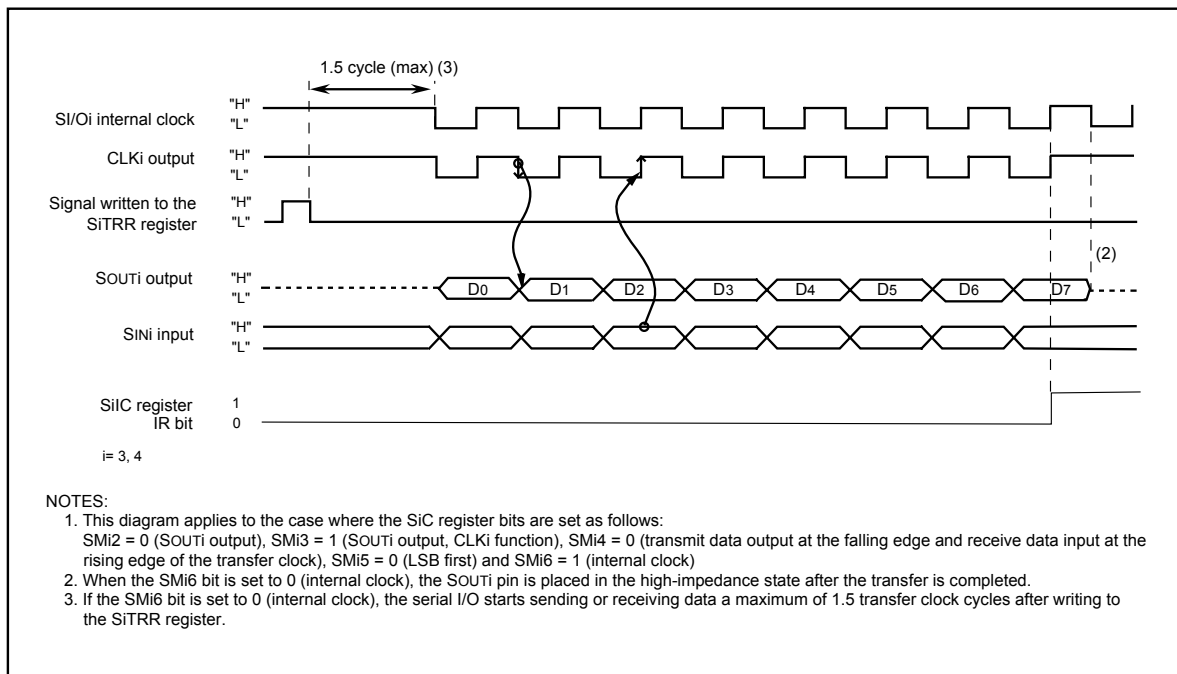 1.5 cycle (max) (3)
SI/Oi internal clock
"H"
"L"
CLKi output
"H"
"L"
Signal written to the
SiTRR register
"H"
"L"
(2)
SOUTi output
"H"
"L"
D0 D1 D2 D3 D4 D5 D6 D7
SINi input
"H"
"L"
SiIC register
IR bit
1
0
i= 3, 4
NOTES:
1. This diagram applies to the case where the SiC register bits are set as follows:
SMi2 = 0 (SOUTi output), SMi3 = 1 (SOUTi output, CLKi function), SMi4 = 0 (transmit data output at the falling edge and receive data input at the
rising edge of the transfer clock), SMi5 = 0 (LSB first) and SMi6 = 1 (internal clock)
2. When the SMi6 bit is set to 0 (internal clock), the SOUTi pin is placed in the high-impedance state after the transfer is completed.
3. If the SMi6 bit is set to 0 (internal clock), the serial I/O starts sending or receiving data a maximum of 1.5 transfer clock cycles after writing to
the SiTRR register.